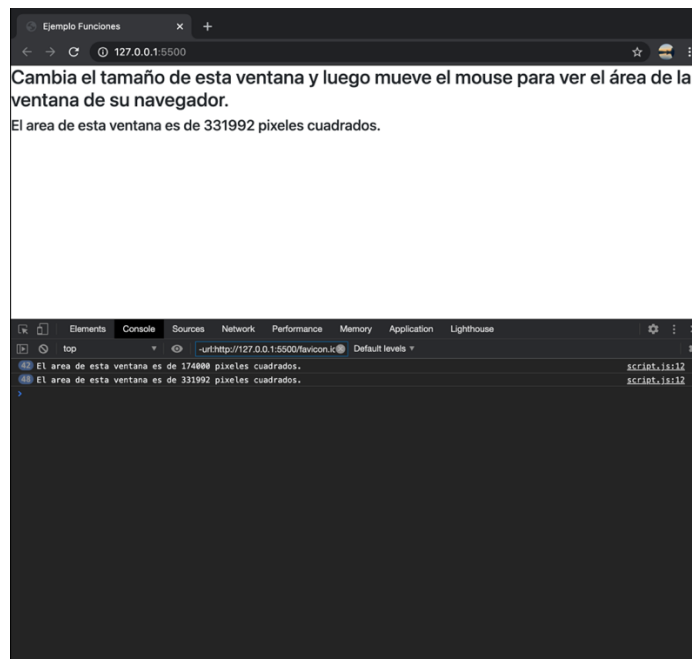 Ejemplo Funciones
127.0.0.1:5500
Cambia el tamaño de esta ventana y luego mueve el mouse para ver el área de la
ventana de su navegador.
El area de esta ventana es de 331992 pixeles cuadrados.
Elements Console Sources Network Performance Memory Application Lighthouse
top -url:http://127.0.0.1:5500/favicon.ic Default levels
42 El area de esta ventana es de 174000 pixeles cuadrados. script.js:12
48 El area de esta ventana es de 331992 pixeles cuadrados. script.js:12